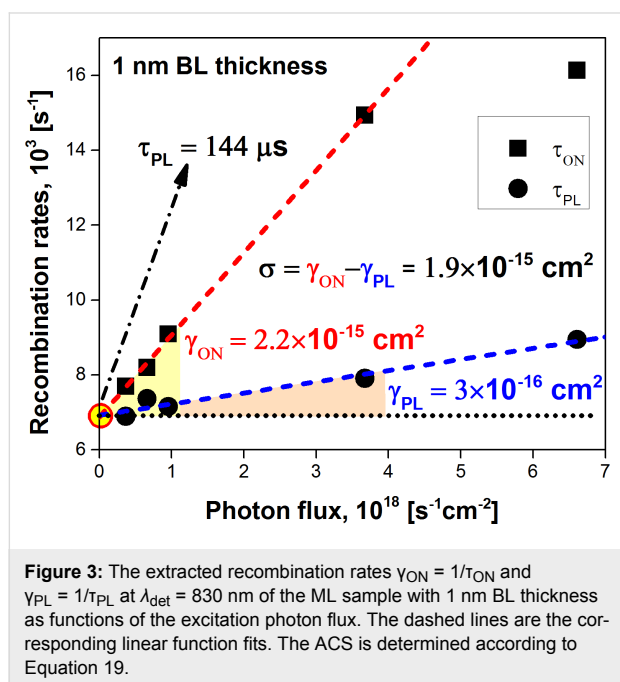 1 nm BL thickness
τPL = 144 μs
τON
τPL
σ = γON−γPL = 1.9×10⁻¹⁵ cm²
γON = 2.2×10⁻¹⁵ cm²
γPL = 3×10⁻¹⁶ cm²
Recombination rates, 10³ [s⁻¹]
16
14
12
10
8
6
0 1 2 3 4 5 6 7
Photon flux, 10¹⁸ [s⁻¹cm⁻²]
Figure 3: The extracted recombination rates γON = 1/τON and
γPL = 1/τPL at λdet = 830 nm of the ML sample with 1 nm BL thickness
as functions of the excitation photon flux. The dashed lines are the cor-
responding linear function fits. The ACS is determined according to
Equation 19.